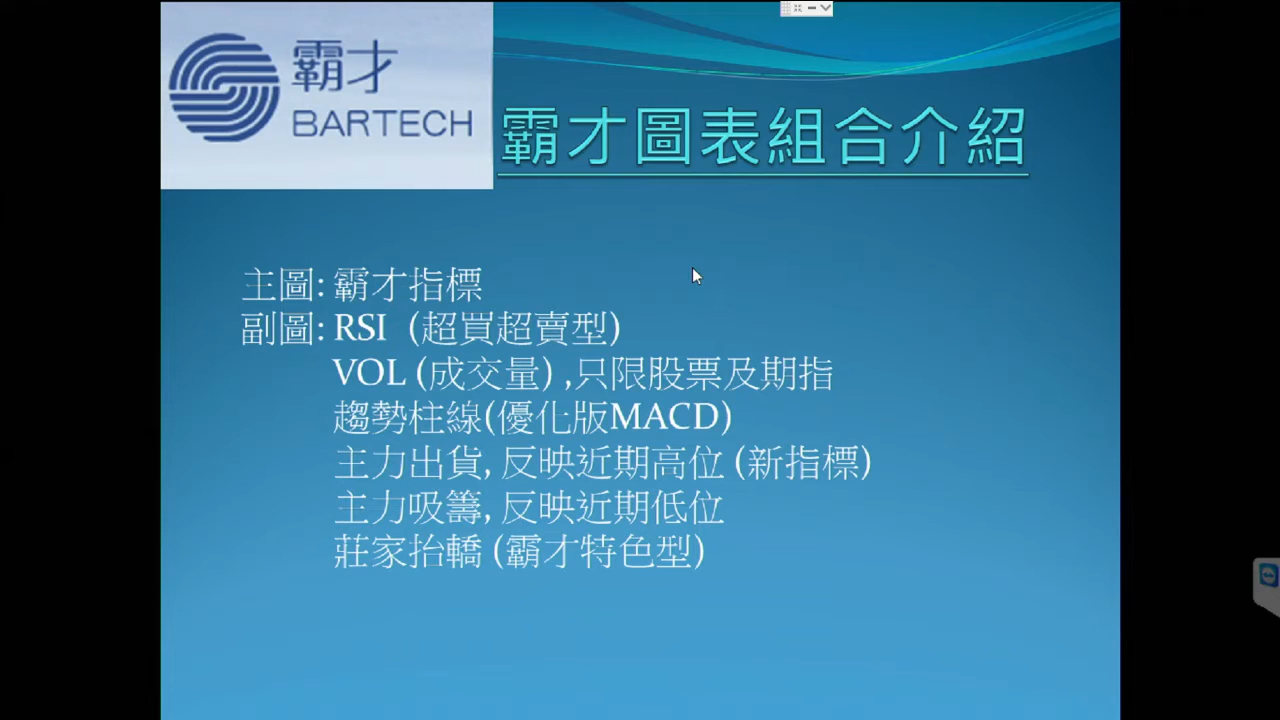 霸才
BARTECH
霸才圖表組合介紹
主圖: 霸才指標
副圖: RSI (超買超賣型)
VOL (成交量) ,只限股票及期指
趨勢柱線(優化版MACD)
主力出貨, 反映近期高位 (新指標)
主力吸籌, 反映近期低位
莊家抬轎 (霸才特色型)